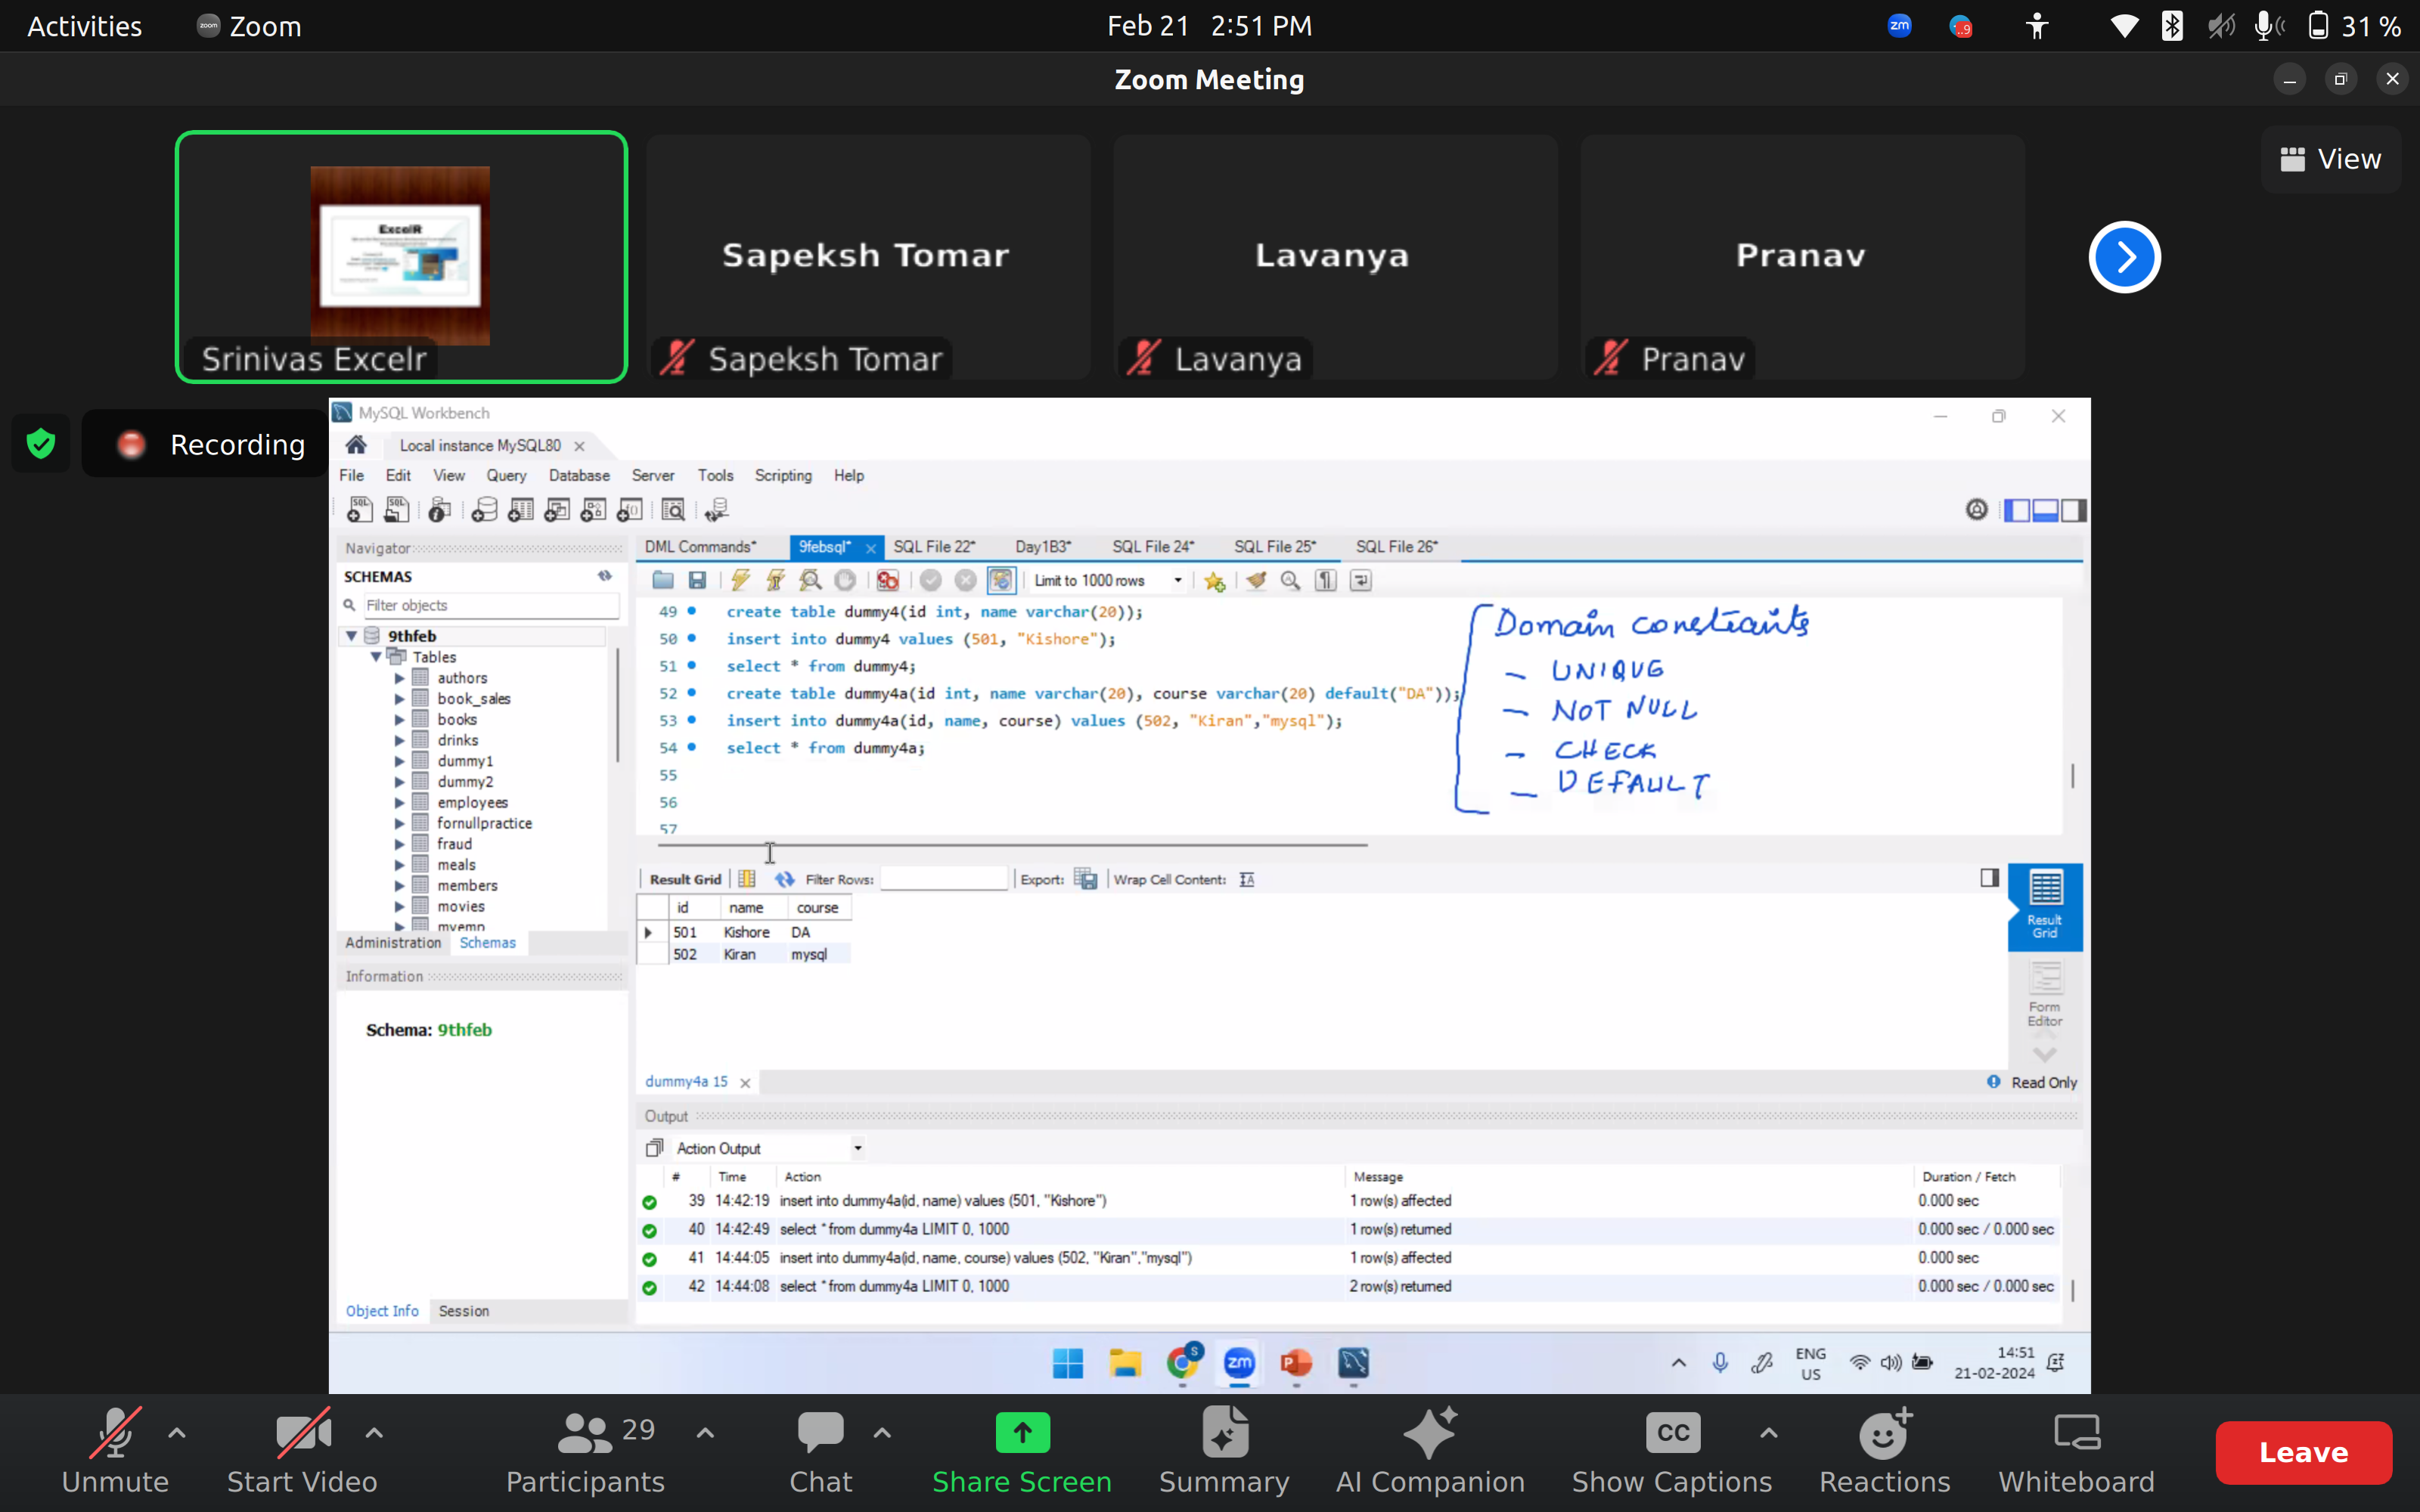 Activities
Zoom
Feb 21 2:51 PM
31 %
Zoom Meeting
View
ExcelR
Srinivas Excelr
Sapeksh Tomar
Sapeksh Tomar
Lavanya
Lavanya
Pranav
Pranav
Recording
MySQL Workbench
Local instance MySQL80
File Edit View Query Database Server Tools Scripting Help
Navigator
SCHEMAS
Filter objects
9thfeb
Tables
authors
book_sales
books
drinks
dummy1
dummy2
employees
fornullpractice
fraud
meals
members
movies
myemp
Administration Schemas
Information
Schema: 9thfeb
Object Info Session
DML Commands* 9febsql* SQL File 22* Day1B3* SQL File 24* SQL File 25* SQL File 26*
Limit to 1000 rows
49 create table dummy4(id int, name varchar(20));
50 insert into dummy4 values (501, "Kishore");
51 select * from dummy4;
52 create table dummy4a(id int, name varchar(20), course varchar(20) default("DA"));
53 insert into dummy4a(id, name, course) values (502, "Kiran","mysql");
54 select * from dummy4a;
55
56
57
Domain constraints
- UNIQUE
- NOT NULL
- CHECK
- DEFAULT
Result Grid Filter Rows: Export: Wrap Cell Content:
id name course
501 Kishore DA
502 Kiran mysql
Result Grid
Form Editor
dummy4a 15
Read Only
Output
Action Output
# Time Action Message Duration / Fetch
39 14:42:19 insert into dummy4a(id, name) values (501, "Kishore") 1 row(s) affected 0.000 sec
40 14:42:49 select * from dummy4a LIMIT 0, 1000 1 row(s) returned 0.000 sec / 0.000 sec
41 14:44:05 insert into dummy4a(id, name, course) values (502, "Kiran","mysql") 1 row(s) affected 0.000 sec
42 14:44:08 select * from dummy4a LIMIT 0, 1000 2 row(s) returned 0.000 sec / 0.000 sec
ENG
US
14:51
21-02-2024
Unmute
Start Video
29
Participants
Chat
Share Screen
Summary
AI Companion
CC
Show Captions
Reactions
Whiteboard
Leave